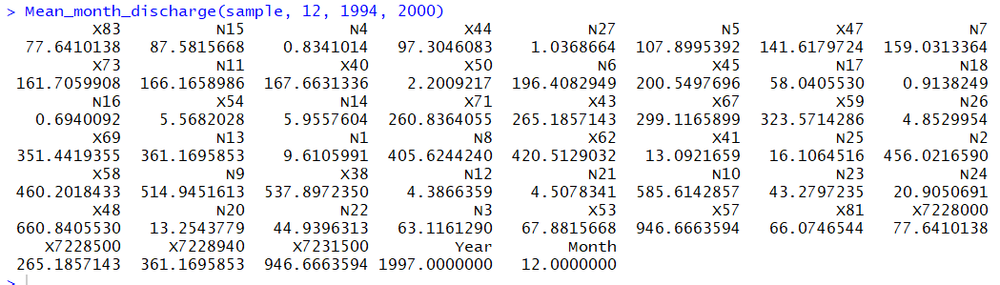 > Mean_month_discharge(sample, 12, 1994, 2000)
X83 N15 N4 X44 N27 N5 X47 N7
77.6410138 87.5815668 0.8341014 97.3046083 1.0368664 107.8995392 141.6179724 159.0313364
X73 N11 X40 X50 N6 X45 N17 N18
161.7059908 166.1658986 167.6631336 2.2009217 196.4082949 200.5497696 58.0405530 0.9138249
N16 X54 N14 X71 X43 X67 X59 N26
0.6940092 5.5682028 5.9557604 260.8364055 265.1857143 299.1165899 323.5714286 4.8529954
X69 N13 N1 N8 X62 X41 N25 N2
351.4419355 361.1695853 9.6105991 405.6244240 420.5129032 13.0921659 16.1064516 456.0216590
X58 N9 X38 N12 N21 N10 N23 N24
460.2018433 514.9451613 537.8972350 4.3866359 4.5078341 585.6142857 43.2797235 20.9050691
X48 N20 N22 N3 X53 X57 X81 X7228000
660.8405530 13.2543779 44.9396313 63.1161290 67.8815668 946.6663594 66.0746544 77.6410138
X7228500 X7228940 X7231500 Year Month
265.1857143 361.1695853 946.6663594 1997.0000000 12.0000000
>